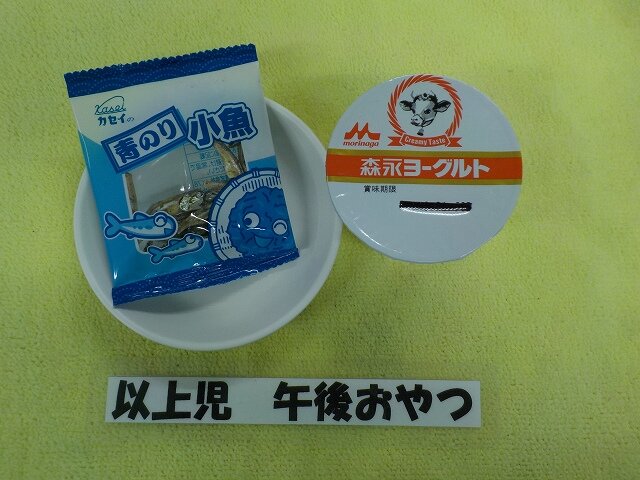 Kasei
カセイの
青のり
小魚
morinaga
Creamy Taste
森永ヨーグルト
賞味期限
以上児 午後おやつ